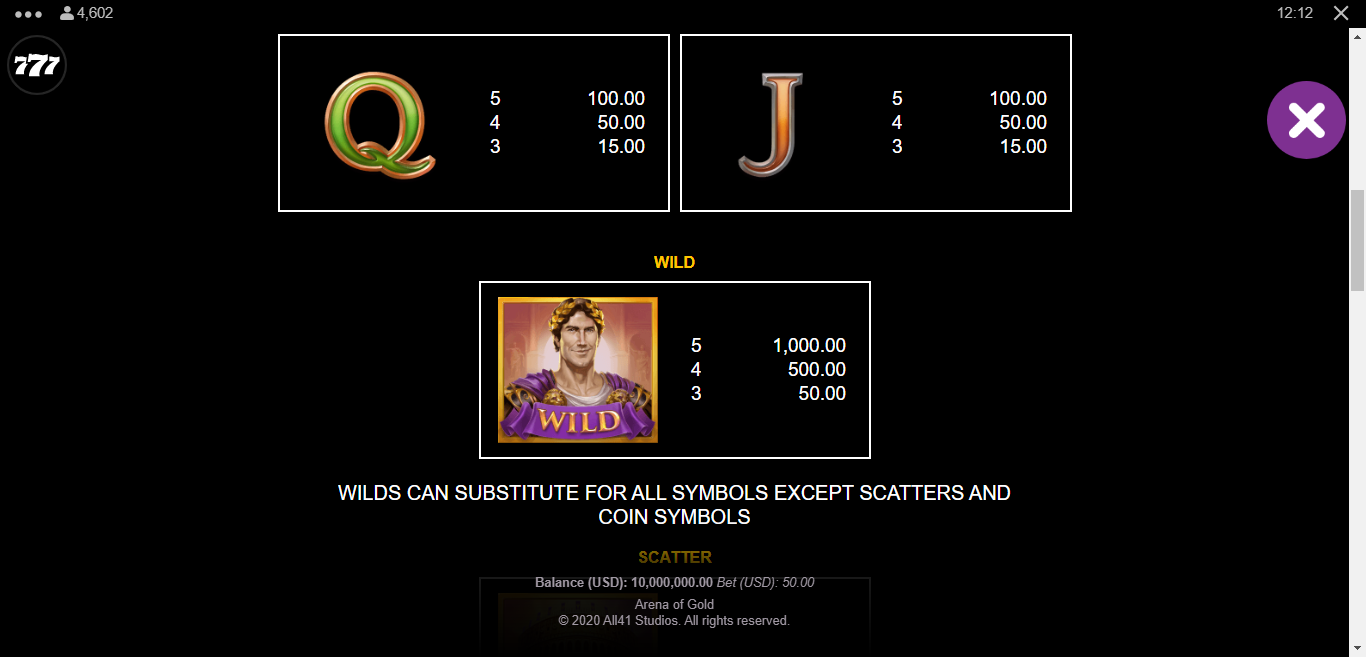 4,602
12:12
777
Q
5 100.00
4 50.00
3 15.00
J
5 100.00
4 50.00
3 15.00
WILD
WILD
5 1,000.00
4 500.00
3 50.00
WILDS CAN SUBSTITUTE FOR ALL SYMBOLS EXCEPT SCATTERS AND
COIN SYMBOLS
SCATTER
Balance (USD): 10,000,000.00 Bet (USD): 50.00
Arena of Gold
© 2020 All41 Studios. All rights reserved.